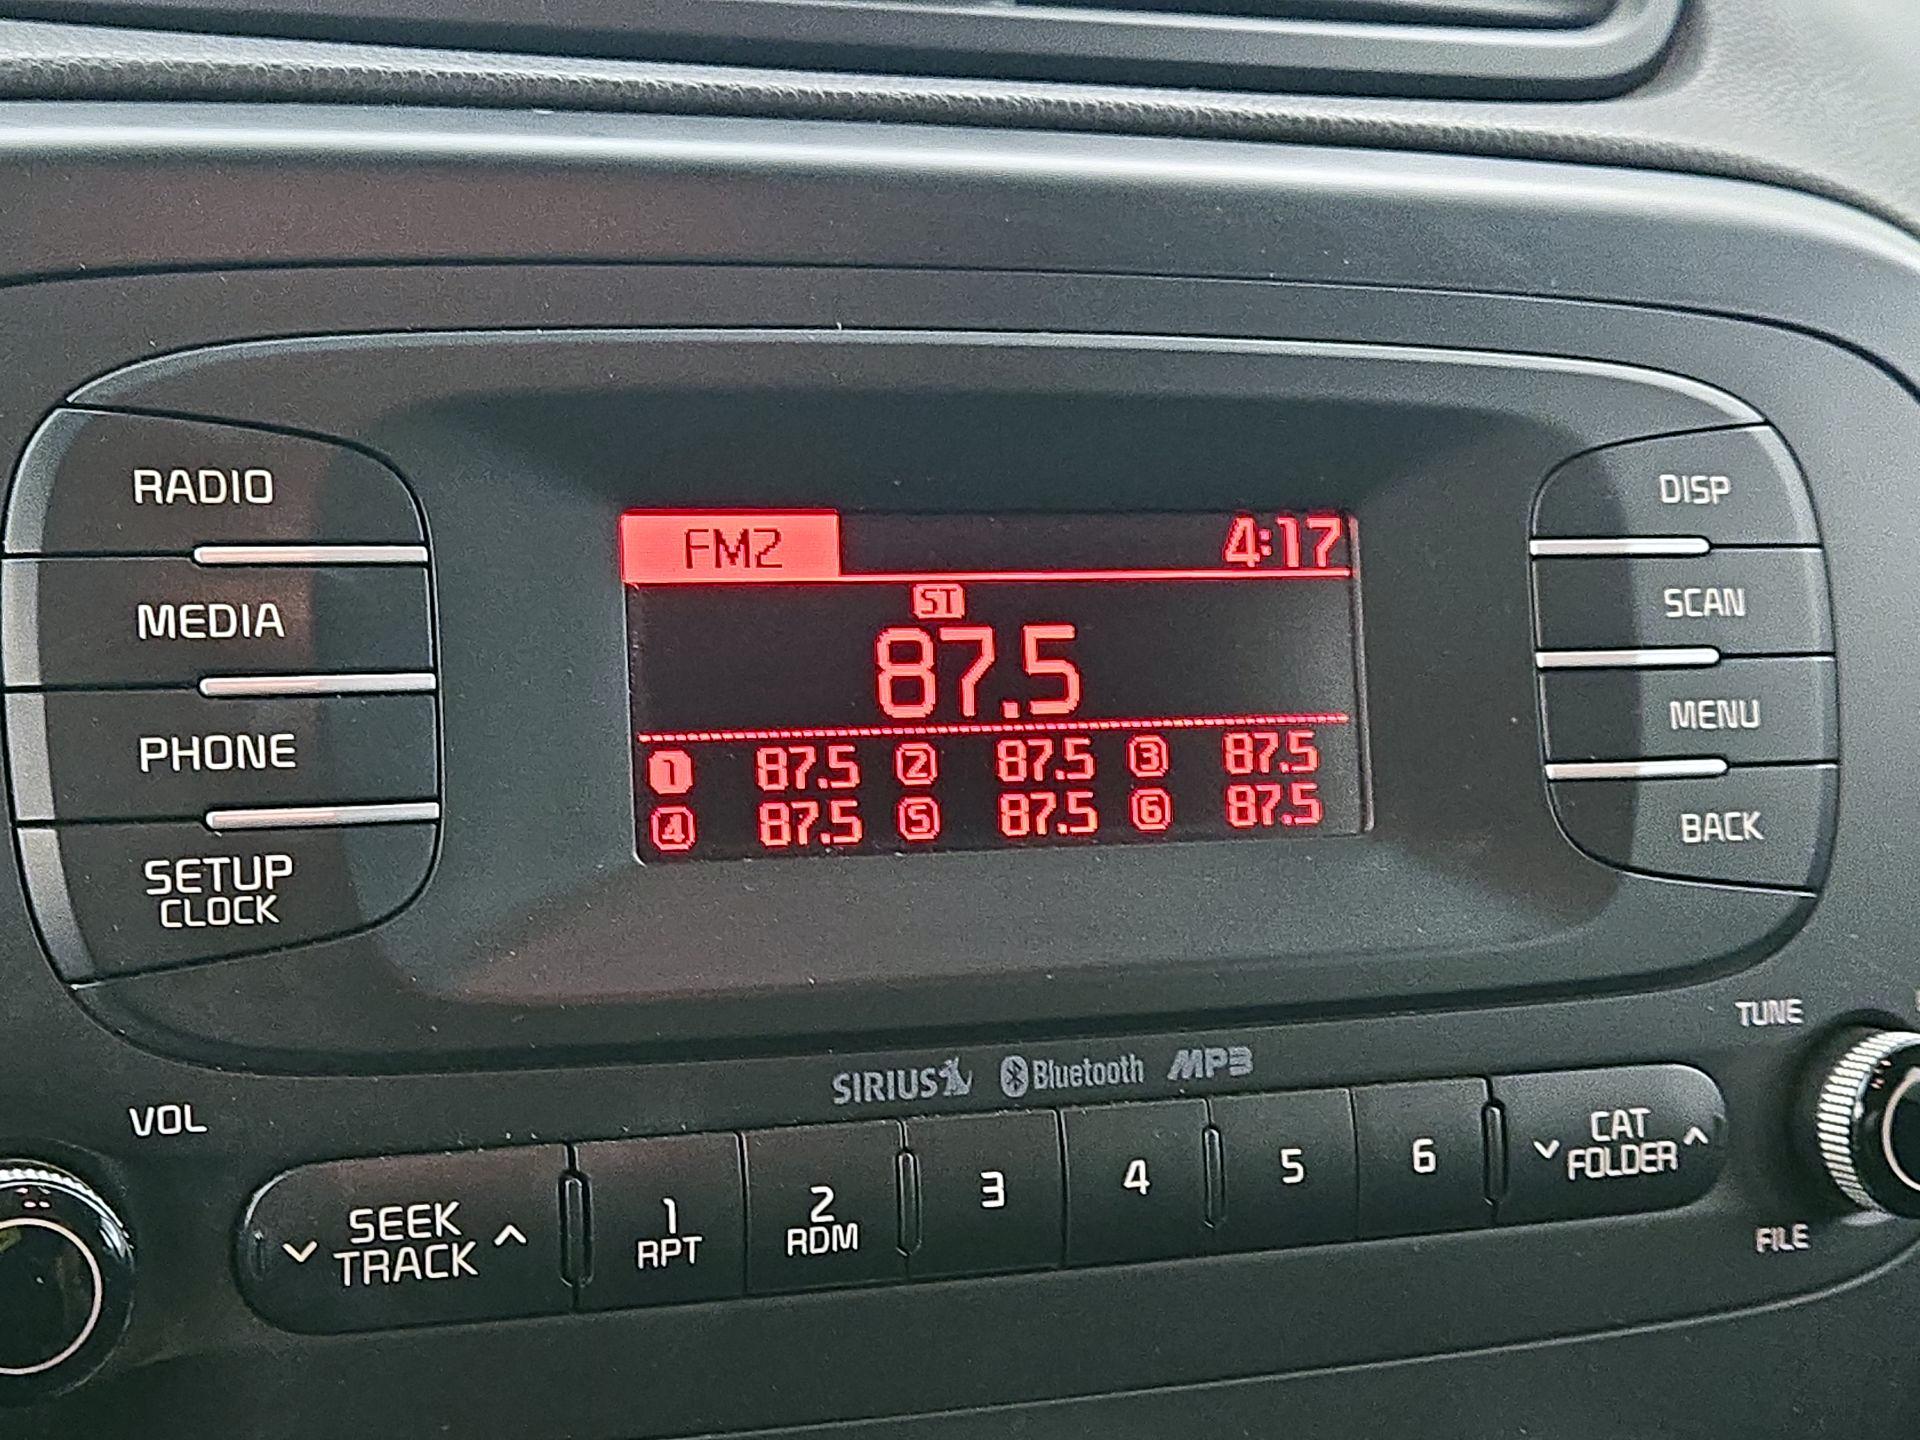 FM2 4:17
ST
87.5
1 87.5 2 87.5 3 87.5
4 87.5 5 87.5 6 87.5
RADIO
MEDIA
PHONE
SETUP
CLOCK
DISP
SCAN
MENU
BACK
SIRIUS Bluetooth MP3
VOL
SEEK
TRACK
1
RPT
2
RDM
3
4
5
6
CAT
FOLDER
TUNE
FILE